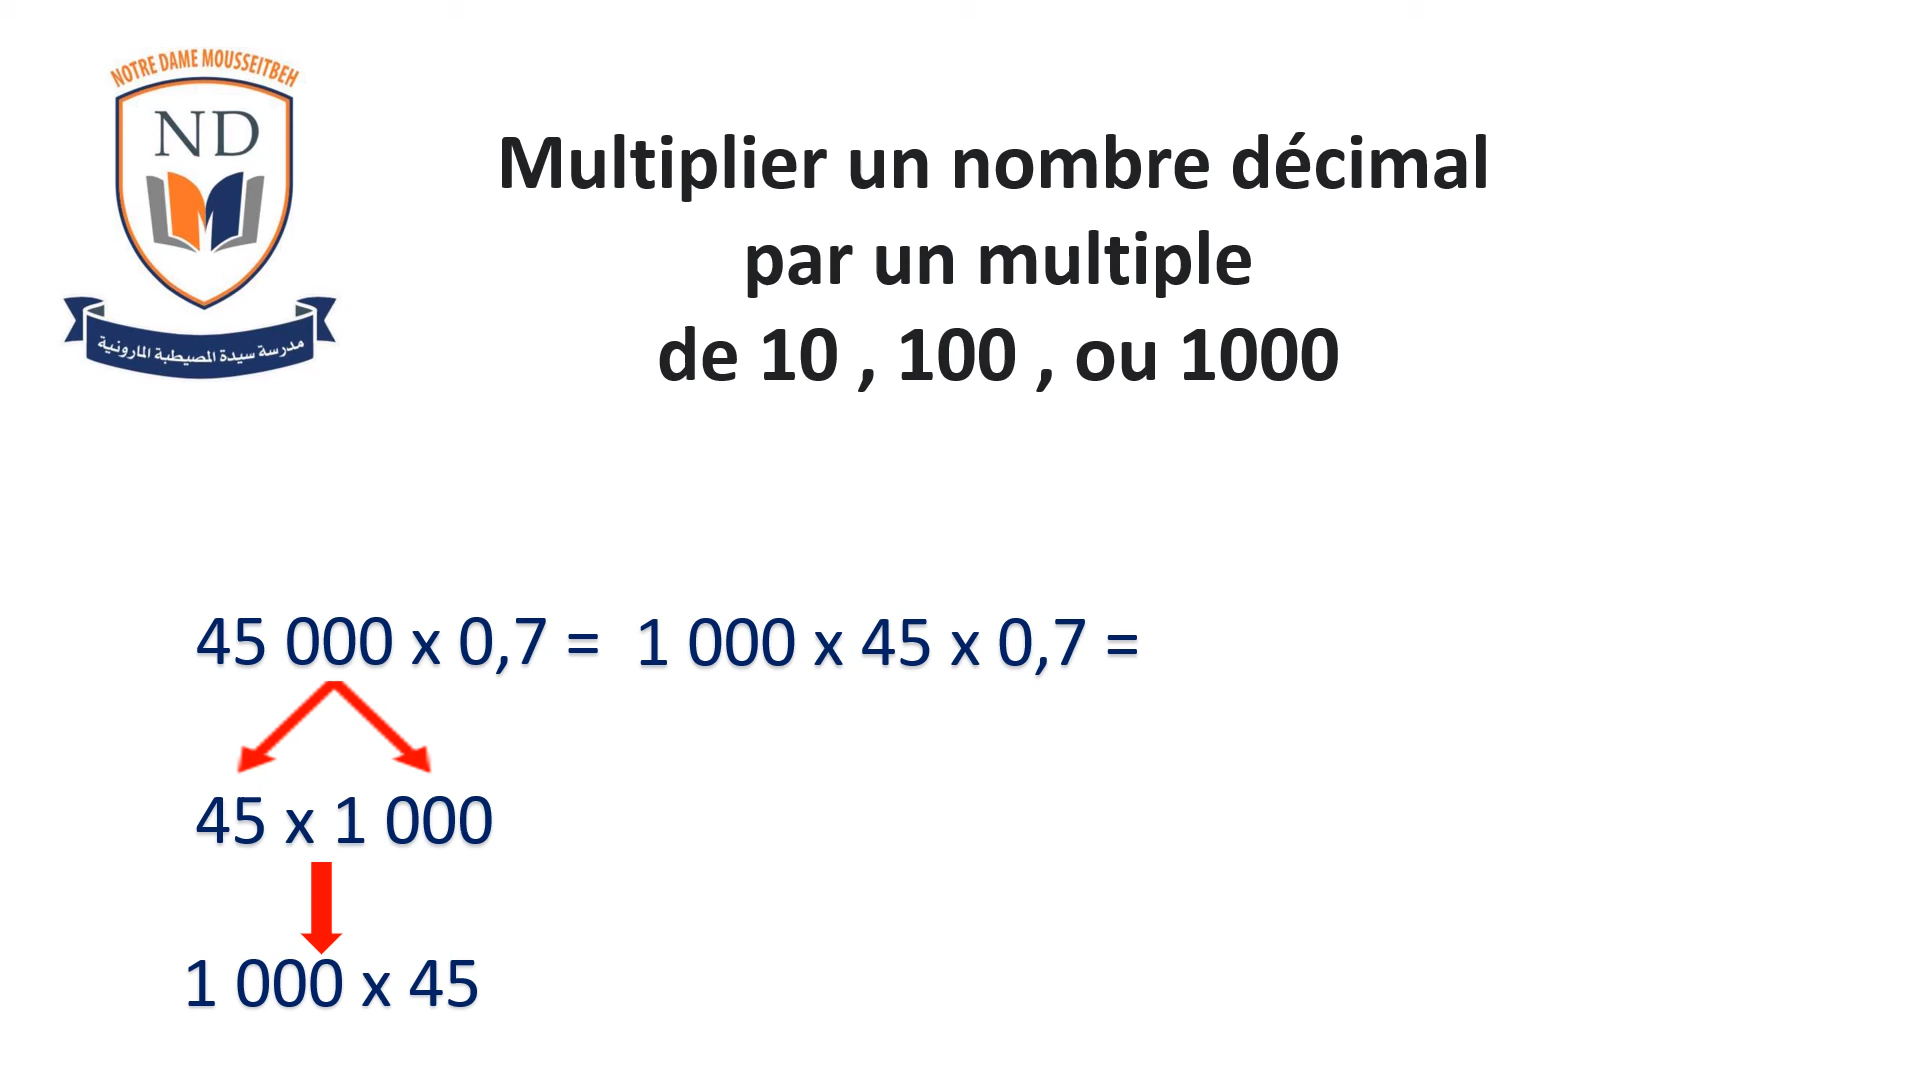 NOTRE DAME MOUSSEITBEH
ND
مدرسة سيدة المصيطبة المارونية
Multiplier un nombre décimal
par un multiple
de 10 , 100 , ou 1000
45 000 x 0,7 = 1 000 x 45 x 0,7 =
45 x 1 000
1 000 x 45